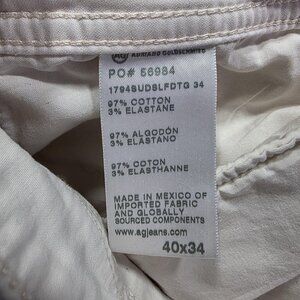 AG ADRIANO GOLDSCHMIED
PO# 56984
1794SUDSLFDTG 34
97% COTTON
3% ELASTANE
97% ALGODÓN
3% ELASTANO
97% COTON
3% ELASTHANNE
MADE IN MEXICO OF
IMPORTED FABRIC
AND GLOBALLY
SOURCED COMPONENTS
www.agjeans.com
40x34